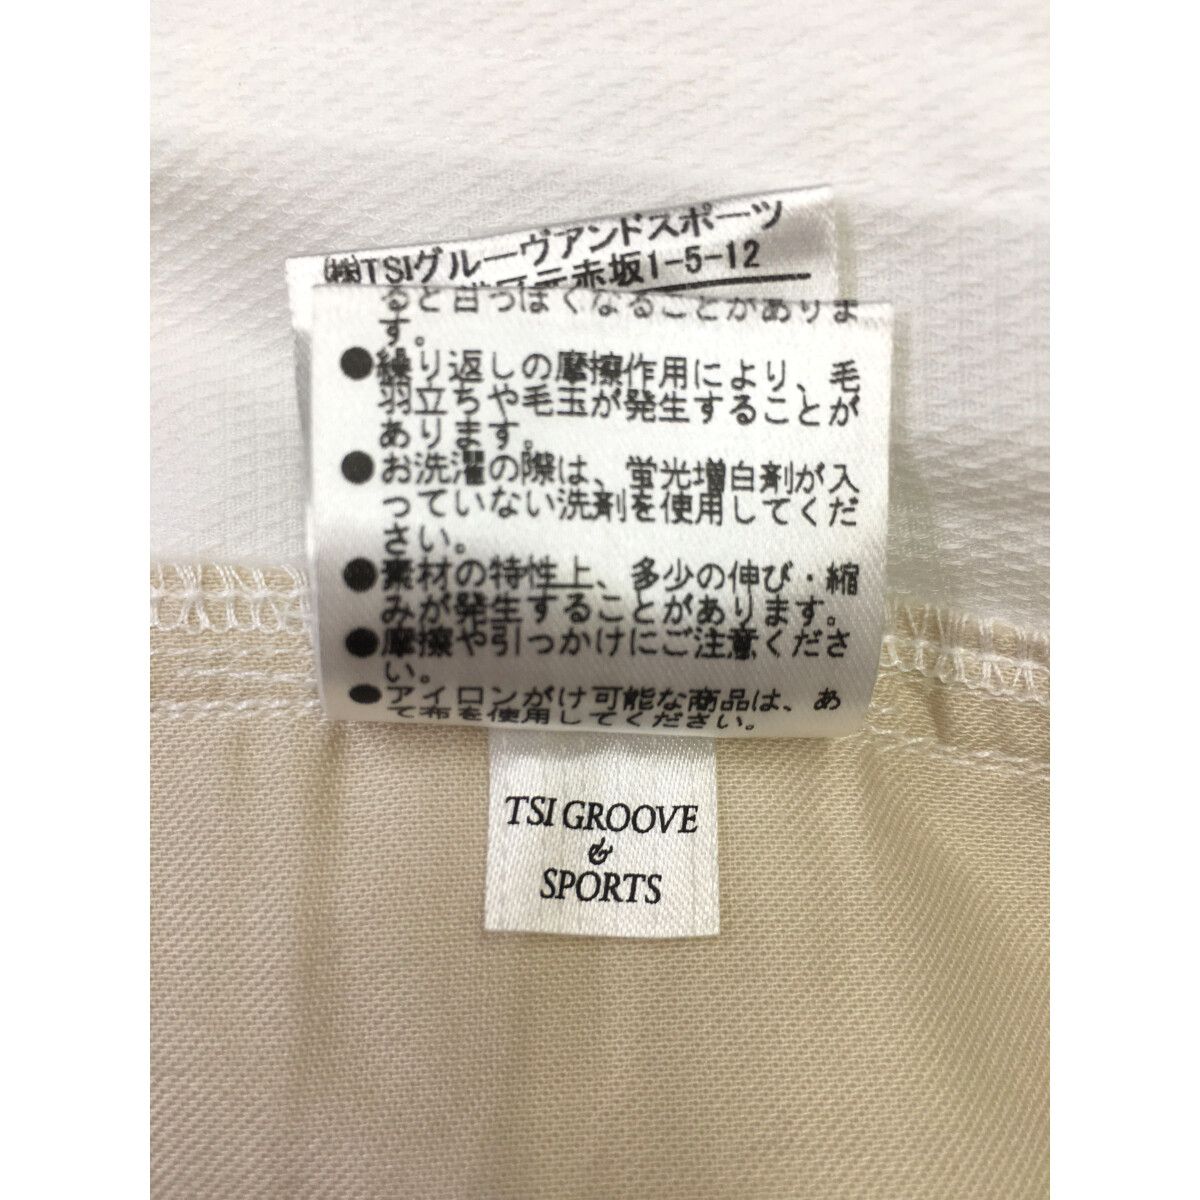 ㈱TSIグルーヴアンドスポーツ
元赤坂1-5-12
ると白っぽくなることがありま
す。
●繰り返しの摩擦作用により、毛
羽立ちや毛玉が発生することが
あります。
●お洗濯の際は、蛍光増白剤が入
っていない洗剤を使用してくだ
さい。
●素材の特性上、多少の伸び・縮
みが発生することがあります。
●摩擦や引っかけにご注意くださ
い。
●アイロンがけ可能な商品は、あ
て布を使用してください。
TSI GROOVE
&
SPORTS